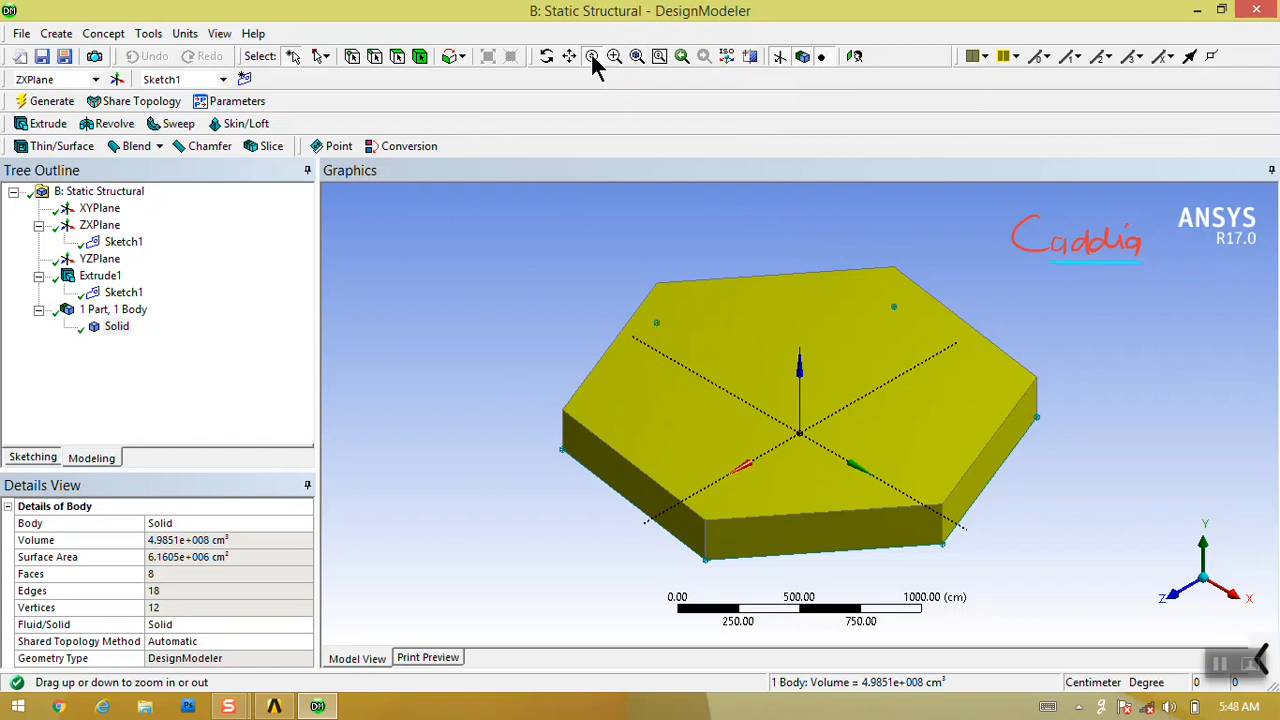 B: Static Structural - DesignModeler
File Create Concept Tools Units View Help
Undo Redo Select:
ZXPlane Sketch1
Generate Share Topology Parameters
Extrude Revolve Sweep Skin/Loft
Thin/Surface Blend Chamfer Slice Point Conversion
Tree Outline
B: Static Structural
XYPlane
ZXPlane
Sketch1
YZPlane
Extrude1
Sketch1
1 Part, 1 Body
Solid
Sketching Modeling
Details View
Details of Body
Body Solid
Volume 4.9851e+008 cm³
Surface Area 6.1605e+006 cm²
Faces 8
Edges 18
Vertices 12
Fluid/Solid Solid
Shared Topology Method Automatic
Geometry Type DesignModeler
Graphics
Caddiq
ANSYS
R17.0
0.00 500.00 1000.00 (cm)
250.00 750.00
Y
Z X
Model View Print Preview
Drag up or down to zoom in or out 1 Body: Volume = 4.9851e+008 cm³ Centimeter Degree 0 0
5:48 AM